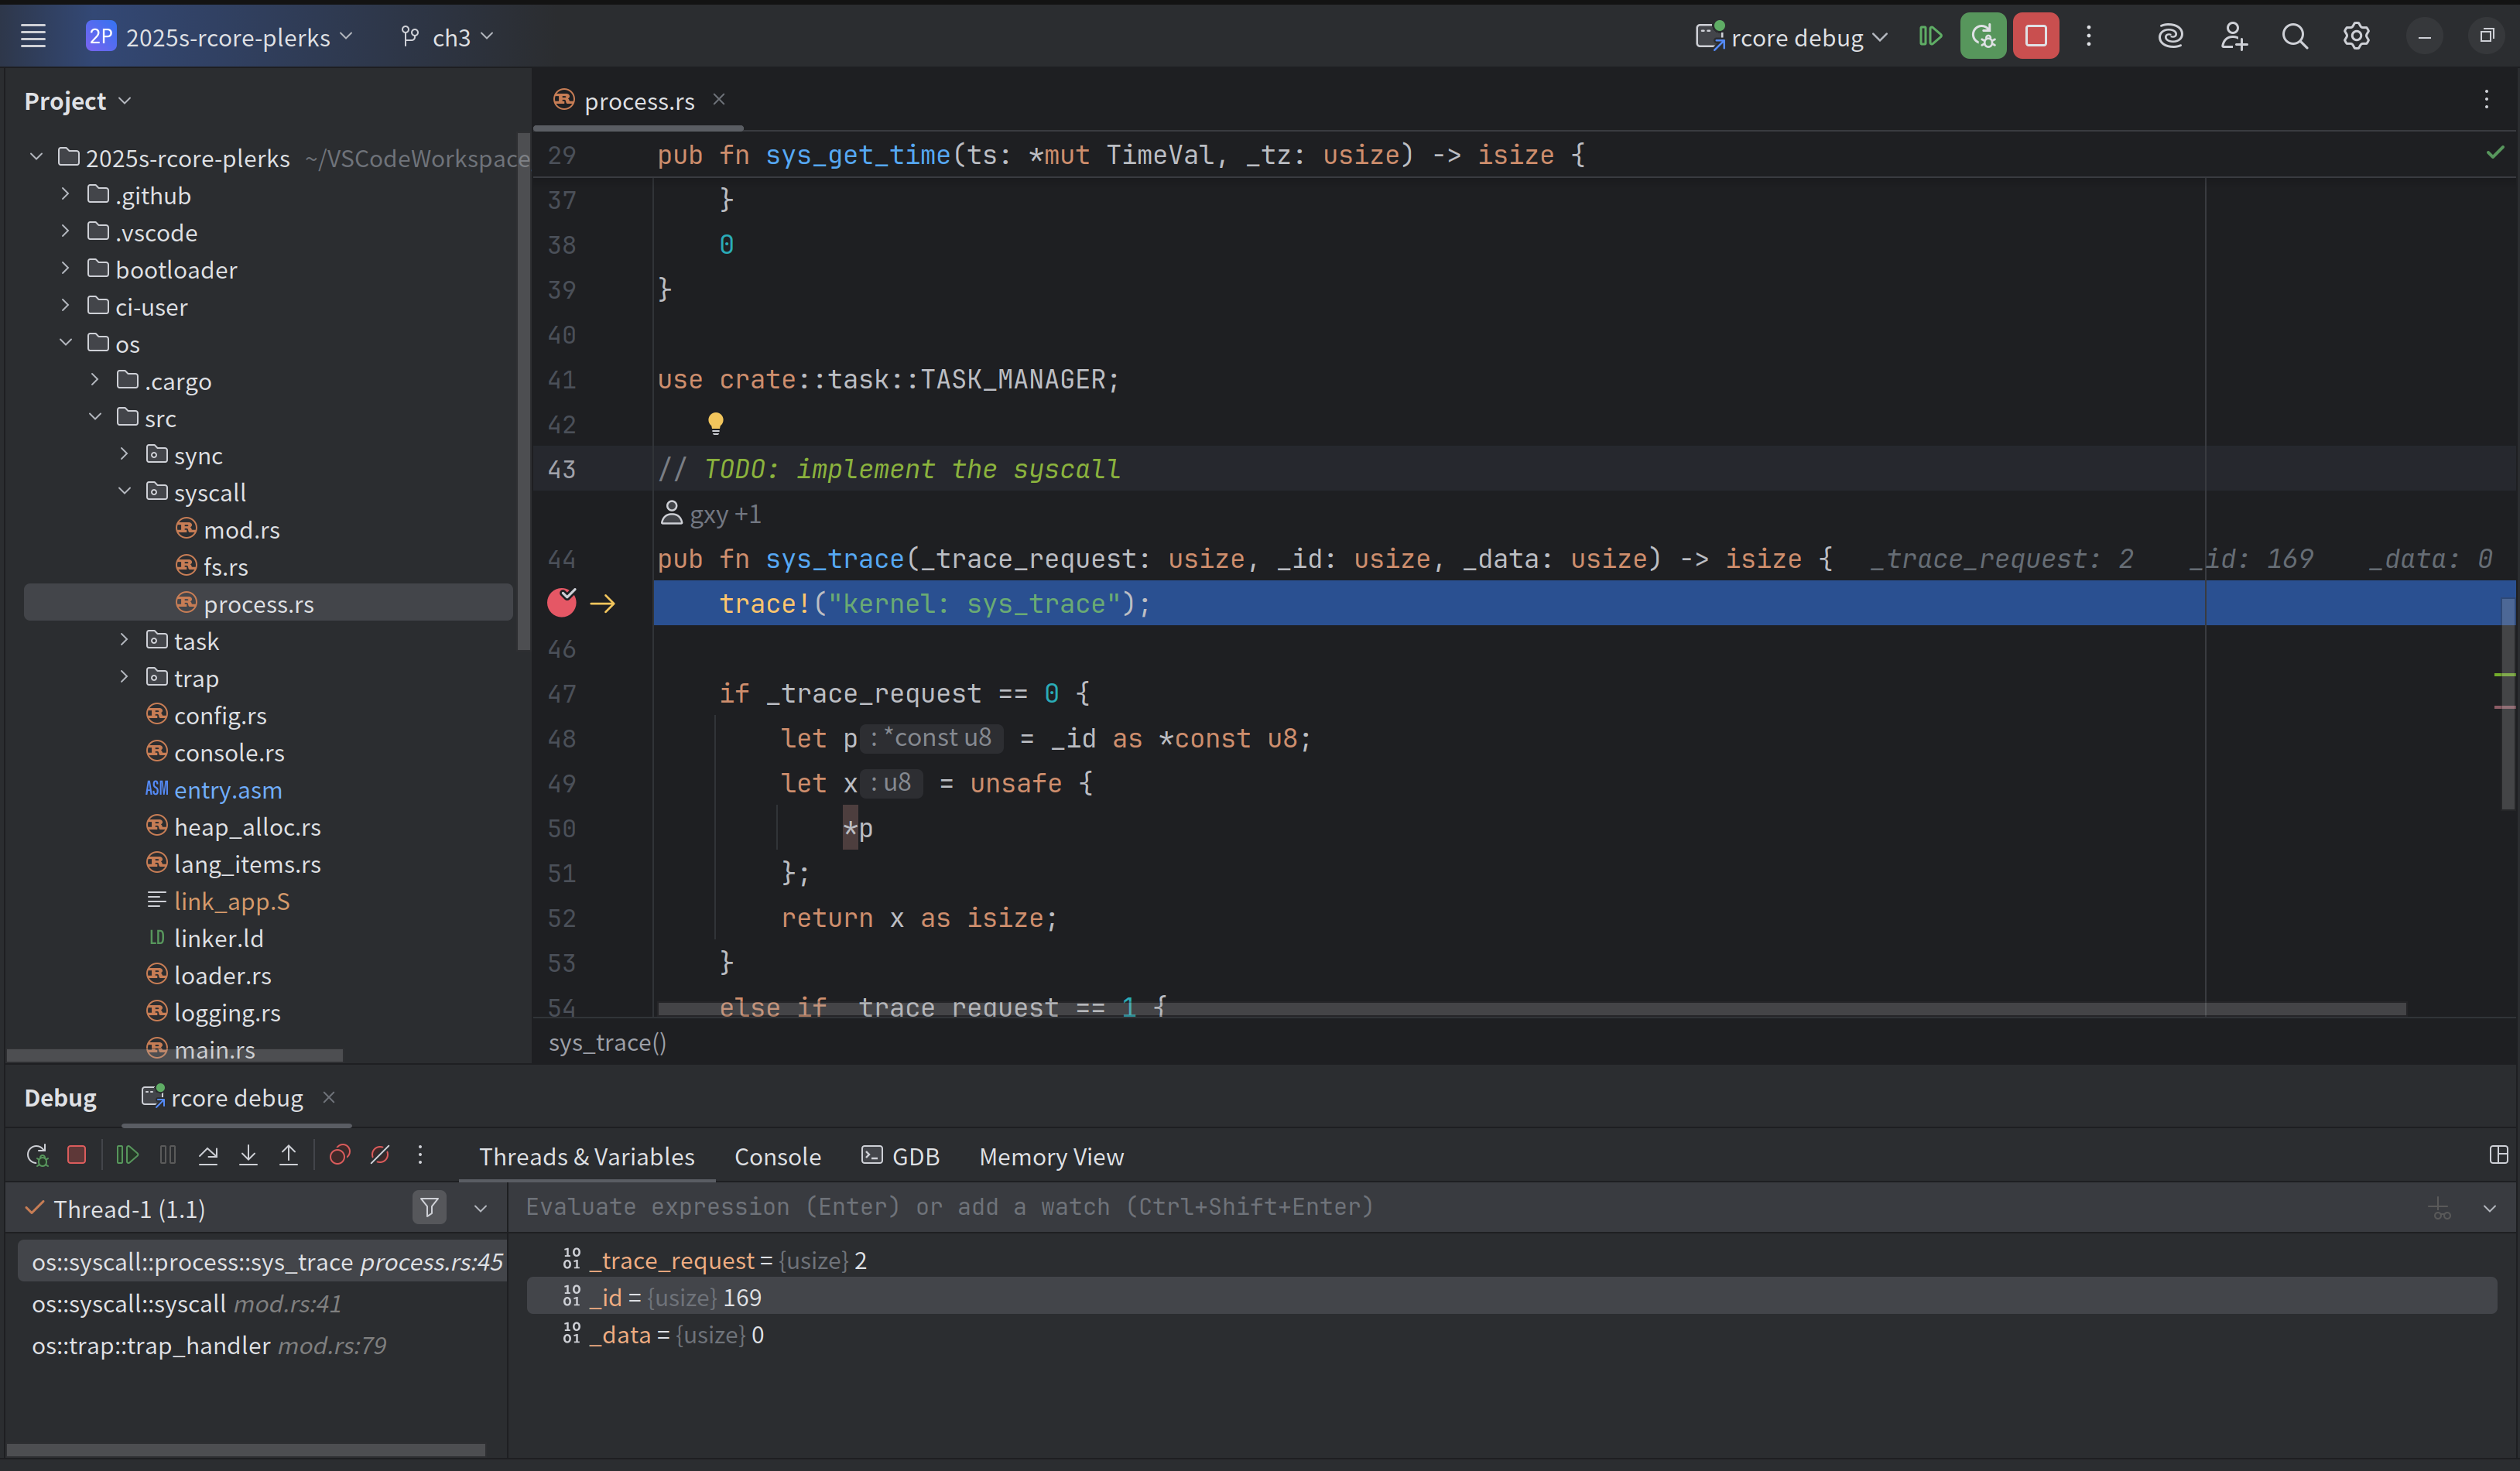 2P 2025s-rcore-plerks ch3 rcore debug
Project
2025s-rcore-plerks ~/VSCodeWorkspace
.github
.vscode
bootloader
ci-user
os
.cargo
src
sync
syscall
mod.rs
fs.rs
process.rs
task
trap
config.rs
console.rs
ASM entry.asm
heap_alloc.rs
lang_items.rs
link_app.S
LD linker.ld
loader.rs
logging.rs
main.rs
process.rs
29 pub fn sys_get_time(ts: *mut TimeVal, _tz: usize) -> isize {
37 }
38 0
39 }
40
41 use crate::task::TASK_MANAGER;
42
43 // TODO: implement the syscall
gxy +1
44 pub fn sys_trace(_trace_request: usize, _id: usize, _data: usize) -> isize { _trace_request: 2 _id: 169 _data: 0
trace!("kernel: sys_trace");
46
47 if _trace_request == 0 {
48 let p : *const u8 = _id as *const u8;
49 let x : u8 = unsafe {
50 *p
51 };
52 return x as isize;
53 }
54 else if _trace_request == 1 {
sys_trace()
Debug rcore debug
Threads & Variables Console GDB Memory View
Thread-1 (1.1)
os::syscall::process::sys_trace process.rs:45
os::syscall::syscall mod.rs:41
os::trap::trap_handler mod.rs:79
Evaluate expression (Enter) or add a watch (Ctrl+Shift+Enter)
10 01 _trace_request = {usize} 2
10 01 _id = {usize} 169
10 01 _data = {usize} 0